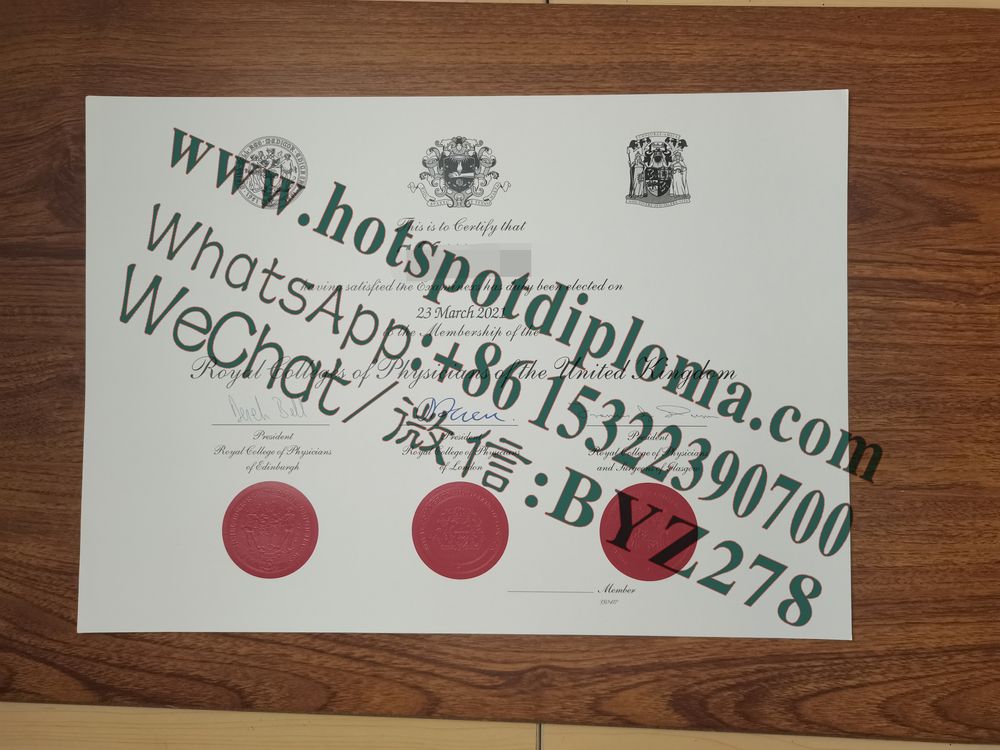 www.hotspotdiploma.com
WhatsApp:+86 15322390700
WeChat/微信:BYZ278
This is to Certify that
having satisfied the Examiners has duly been elected on
23 March 2021
to the Membership of the
Royal Colleges of Physicians of the United Kingdom
President
Royal College of Physicians
of Edinburgh
President
Royal College of Physicians
of London
President
Royal College of Physicians
and Surgeons of Glasgow
Member